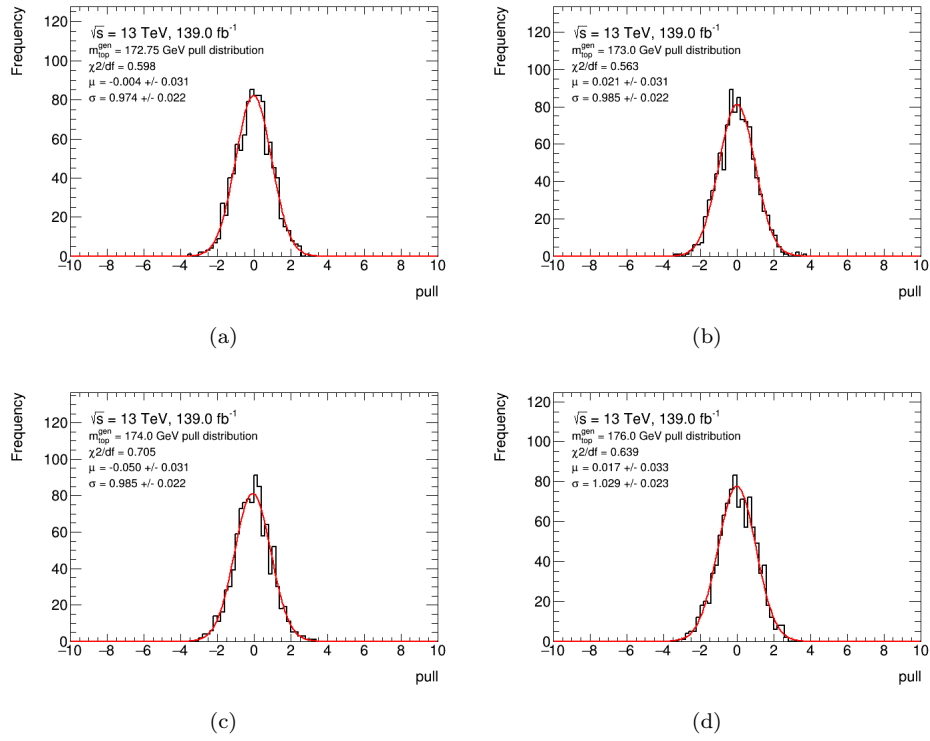 Frequency
120
100
80
60
40
20
0
√s = 13 TeV, 139.0 fb⁻¹
m_top^gen = 172.75 GeV pull distribution
χ2/df = 0.598
μ = -0.004 +/- 0.031
σ = 0.974 +/- 0.022
−10 −8 −6 −4 −2 0 2 4 6 8 10
pull
(a)
Frequency
120
100
80
60
40
20
0
√s = 13 TeV, 139.0 fb⁻¹
m_top^gen = 173.0 GeV pull distribution
χ2/df = 0.563
μ = 0.021 +/- 0.031
σ = 0.985 +/- 0.022
−10 −8 −6 −4 −2 0 2 4 6 8 10
pull
(b)
Frequency
120
100
80
60
40
20
0
√s = 13 TeV, 139.0 fb⁻¹
m_top^gen = 174.0 GeV pull distribution
χ2/df = 0.705
μ = -0.050 +/- 0.031
σ = 0.985 +/- 0.022
−10 −8 −6 −4 −2 0 2 4 6 8 10
pull
(c)
Frequency
120
100
80
60
40
20
0
√s = 13 TeV, 139.0 fb⁻¹
m_top^gen = 176.0 GeV pull distribution
χ2/df = 0.639
μ = 0.017 +/- 0.033
σ = 1.029 +/- 0.023
−10 −8 −6 −4 −2 0 2 4 6 8 10
pull
(d)